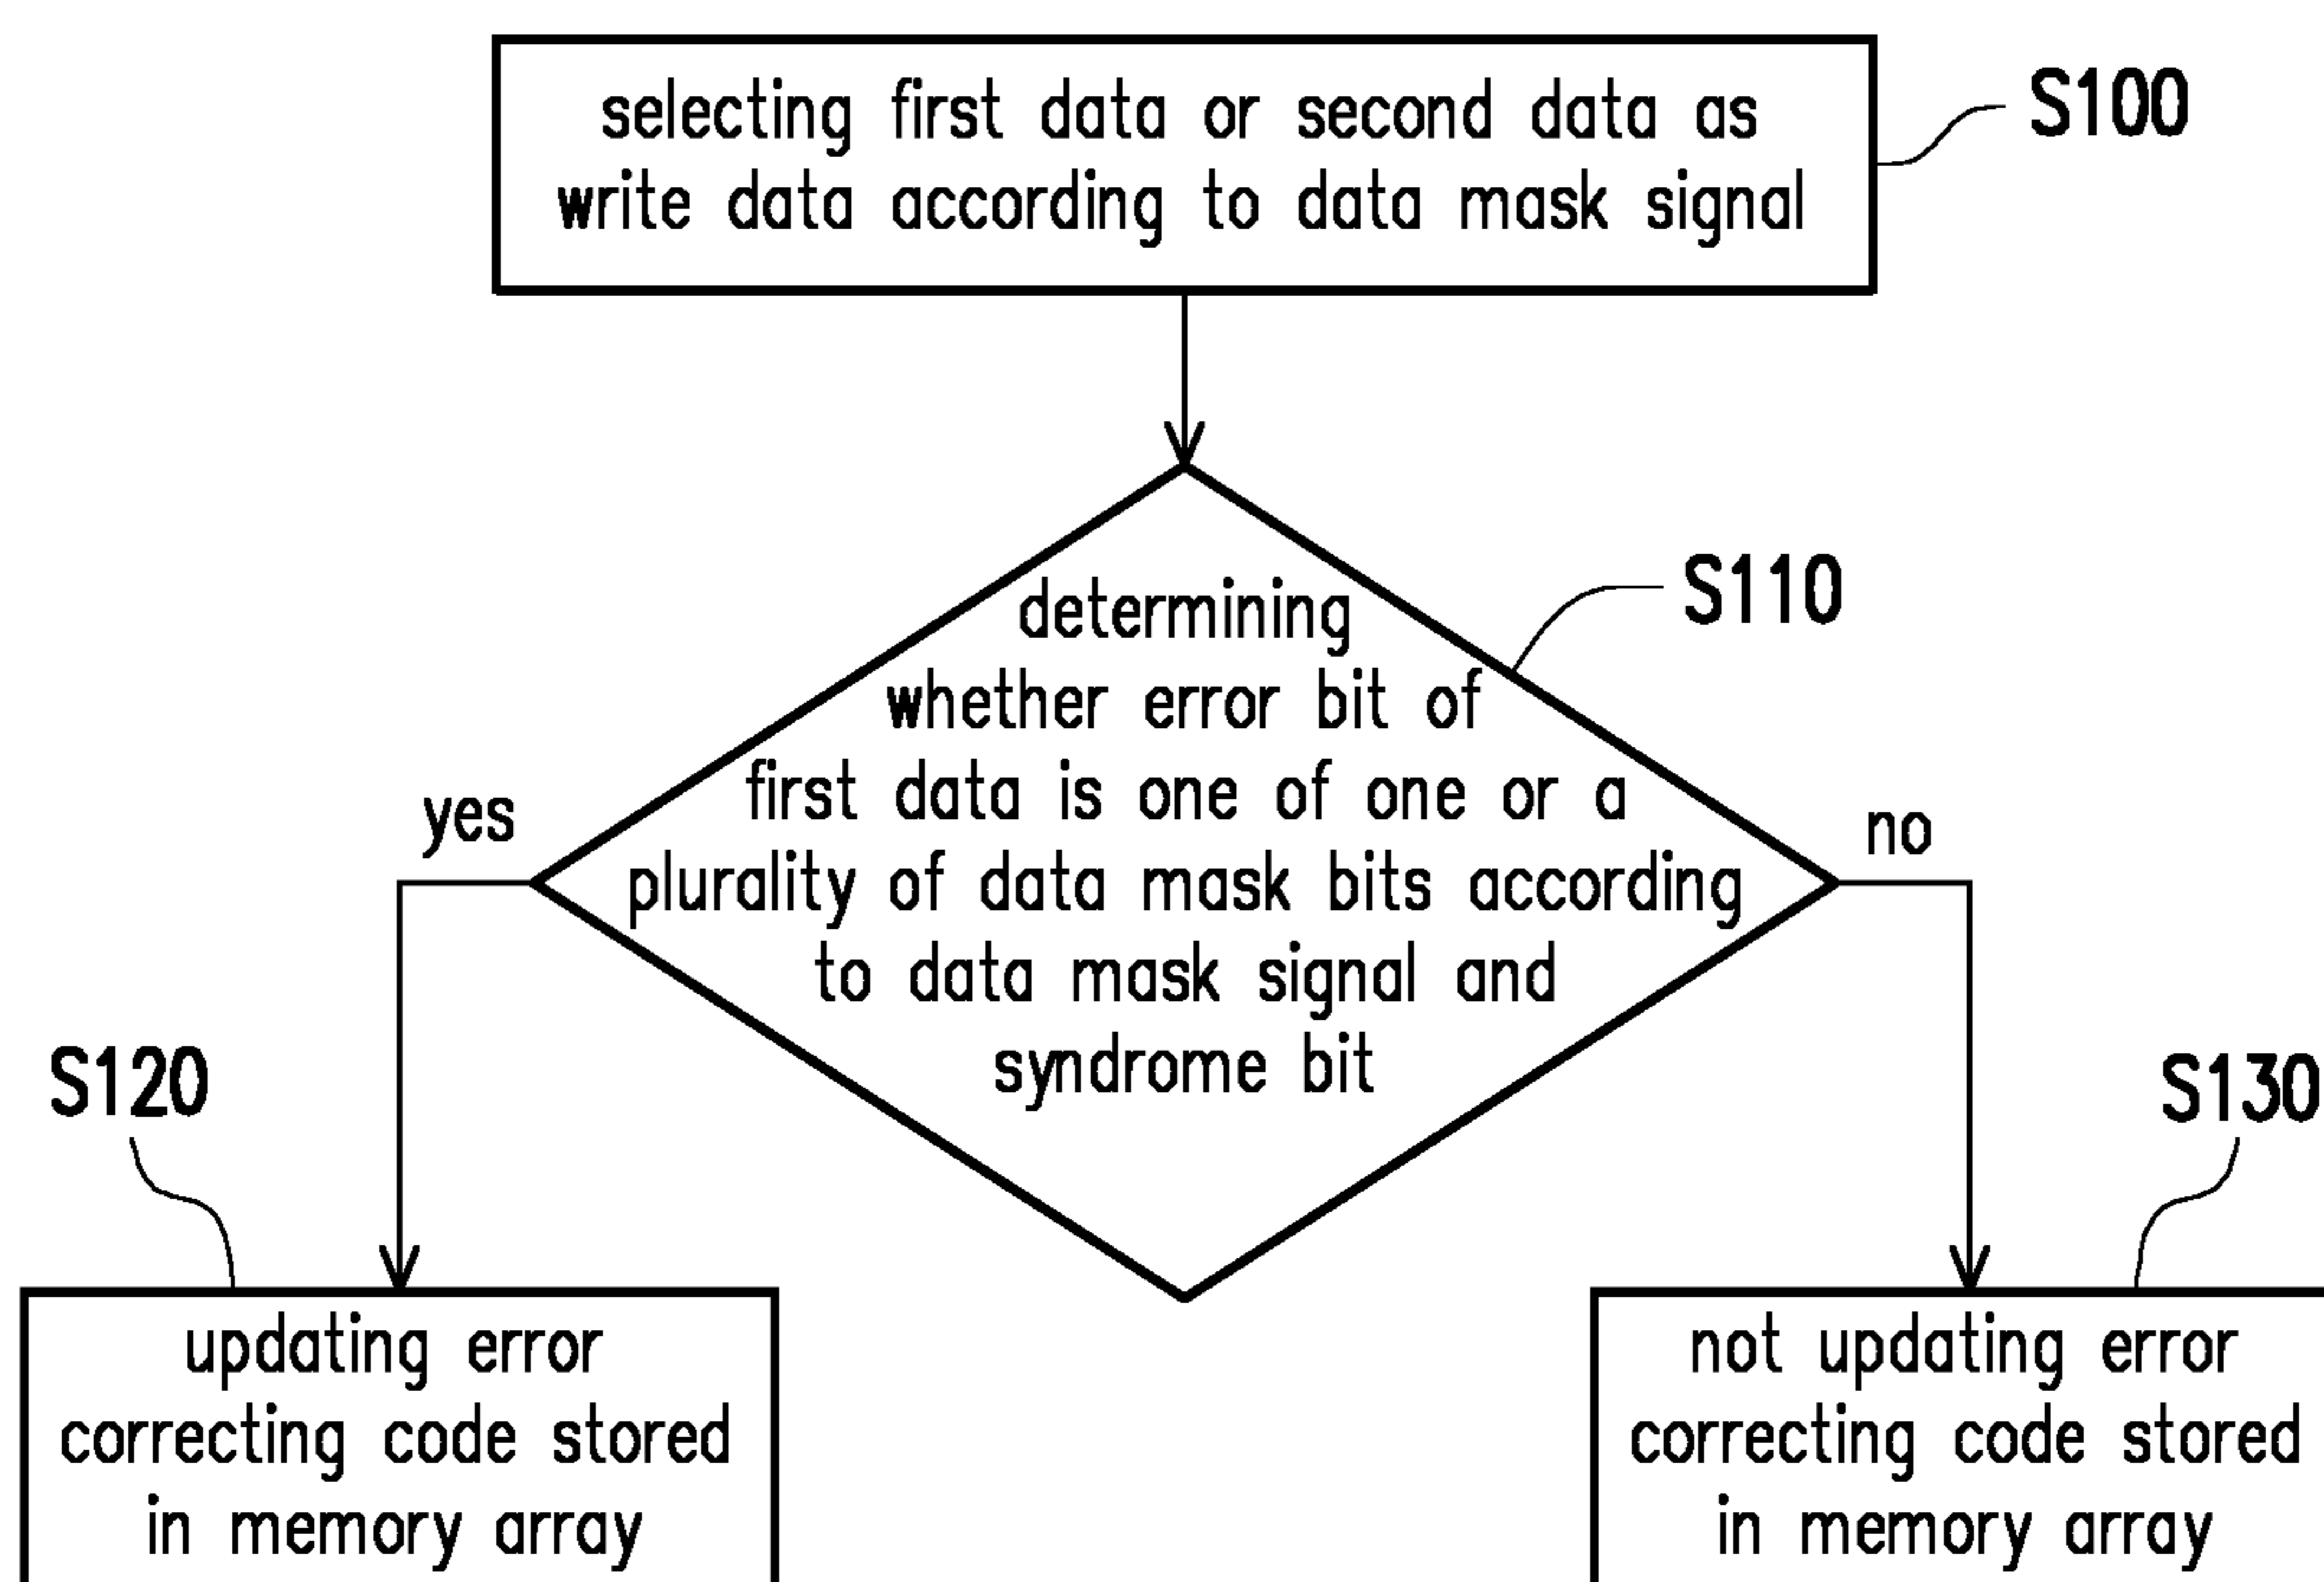 selecting first data or second data as
write data according to data mask signal
S100
determining
whether error bit of
first data is one of one or a
plurality of data mask bits according
to data mask signal and
syndrome bit
S110
yes
no
S120
S130
updating error
correcting code stored
in memory array
not updating error
correcting code stored
in memory array